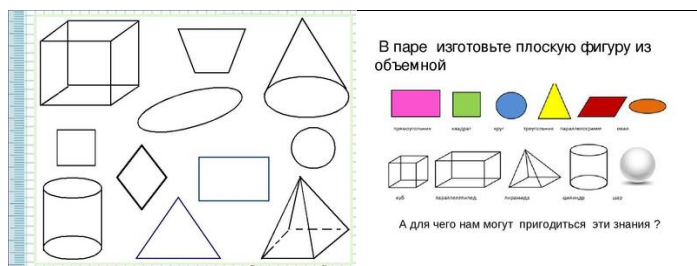 В паре изготовьте плоскую фигуру из
объемной
прямоугольник квадрат круг треугольник параллелограмм овал
куб параллелепипед пирамида цилиндр шар
А для чего нам могут пригодиться эти знания ?